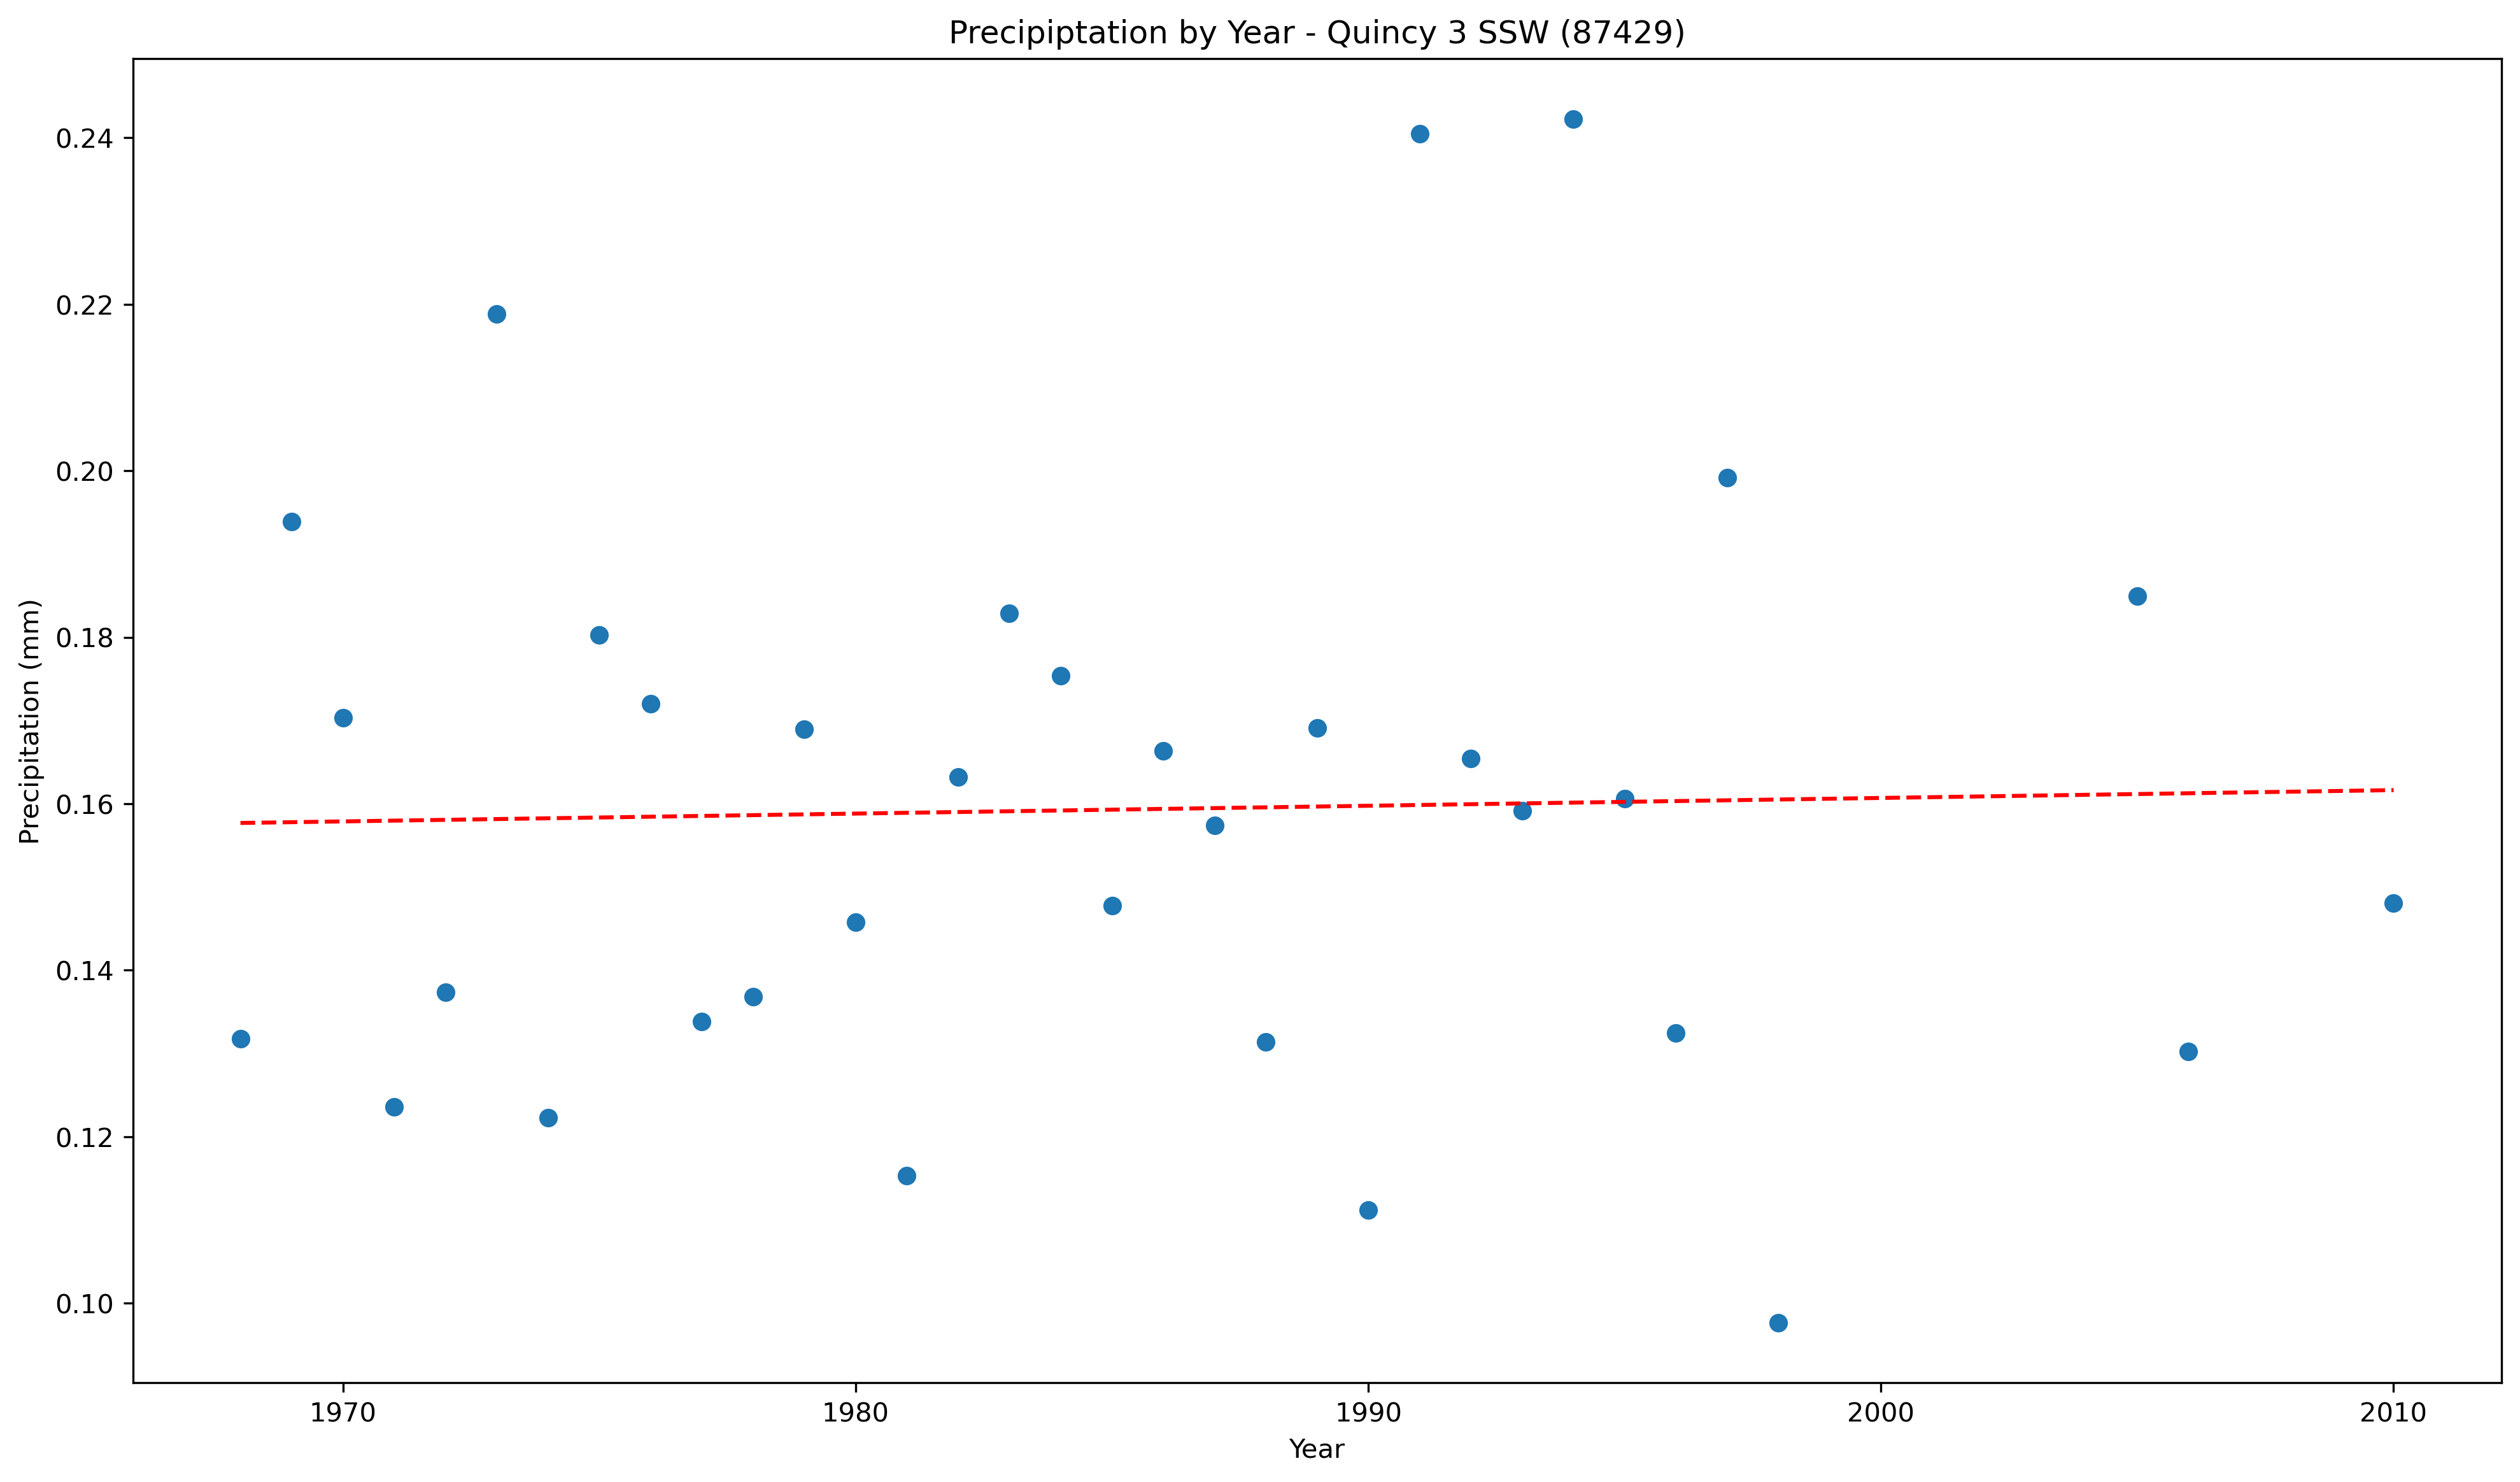 Precipiptation by Year - Quincy 3 SSW (87429)
Precipitation (mm)
0.24
0.22
0.20
0.18
0.16
0.14
0.12
0.10
1970 1980 1990 2000 2010
Year